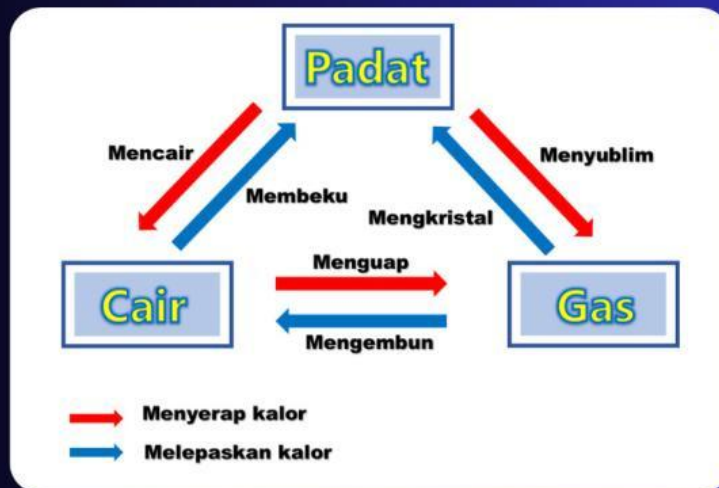 Padat
Mencair
Menyublim
Membeku
Mengkristal
Menguap
Cair
Gas
Mengembun
Menyerap kalor
Melepaskan kalor